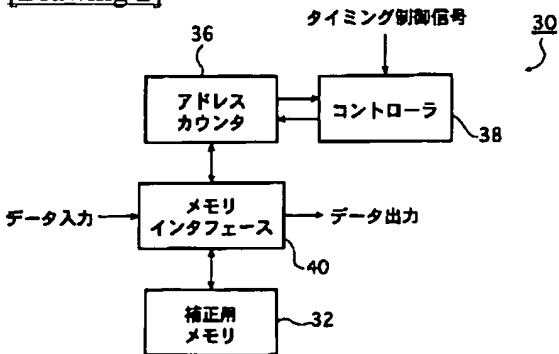 [Drawing 2]
36
タイミング制御信号
30
アドレス
カウンタ
コントローラ
38
データ入力
メモリ
インタフェース
データ出力
40
補正用
メモリ
32